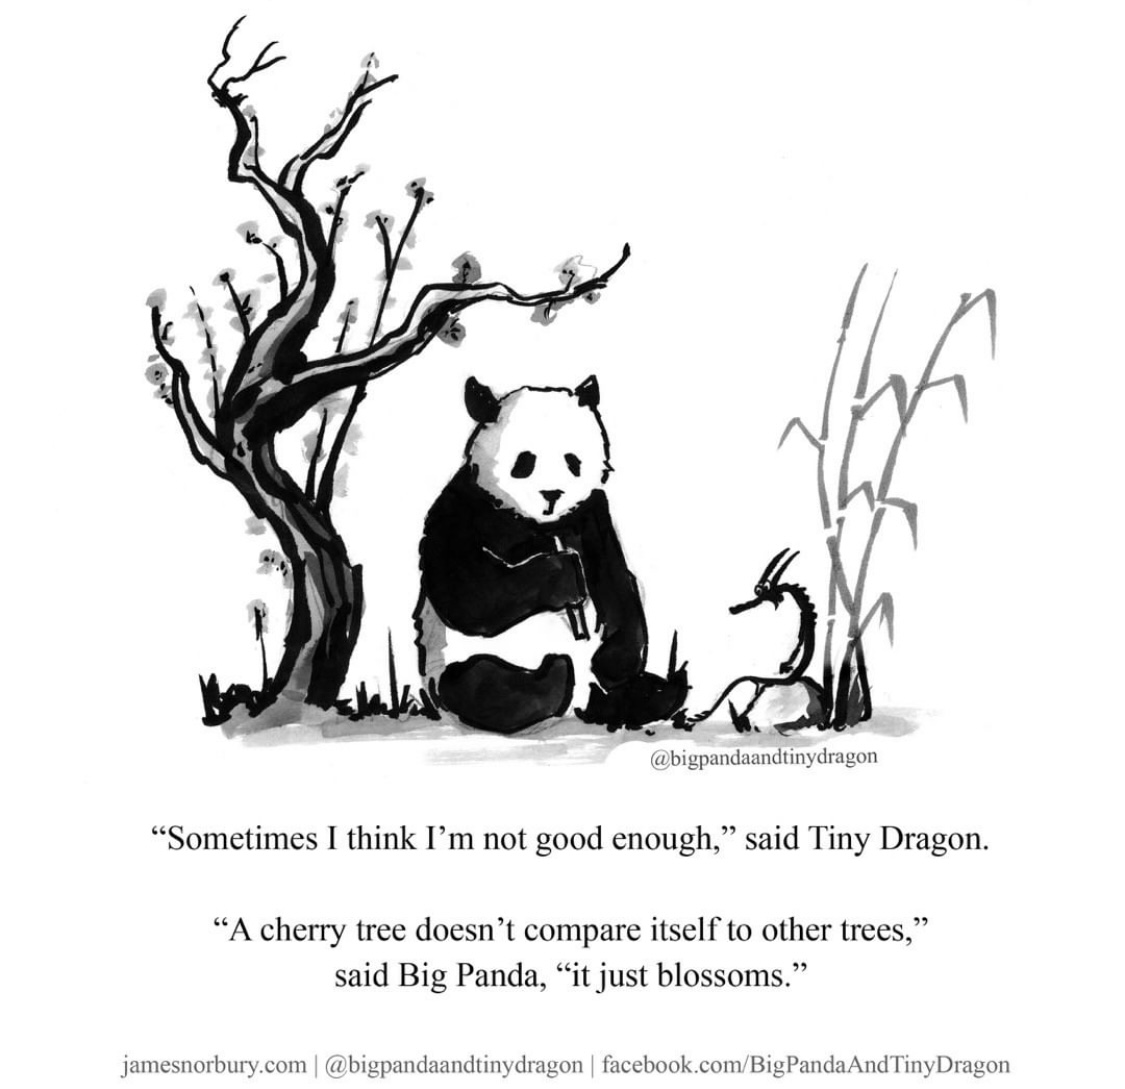 @bigpandaandtinydragon
“Sometimes I think I’m not good enough,” said Tiny Dragon.
“A cherry tree doesn’t compare itself to other trees,”
said Big Panda, “it just blossoms.”
jamesnorbury.com | @bigpandaandtinydragon | facebook.com/BigPandaAndTinyDragon